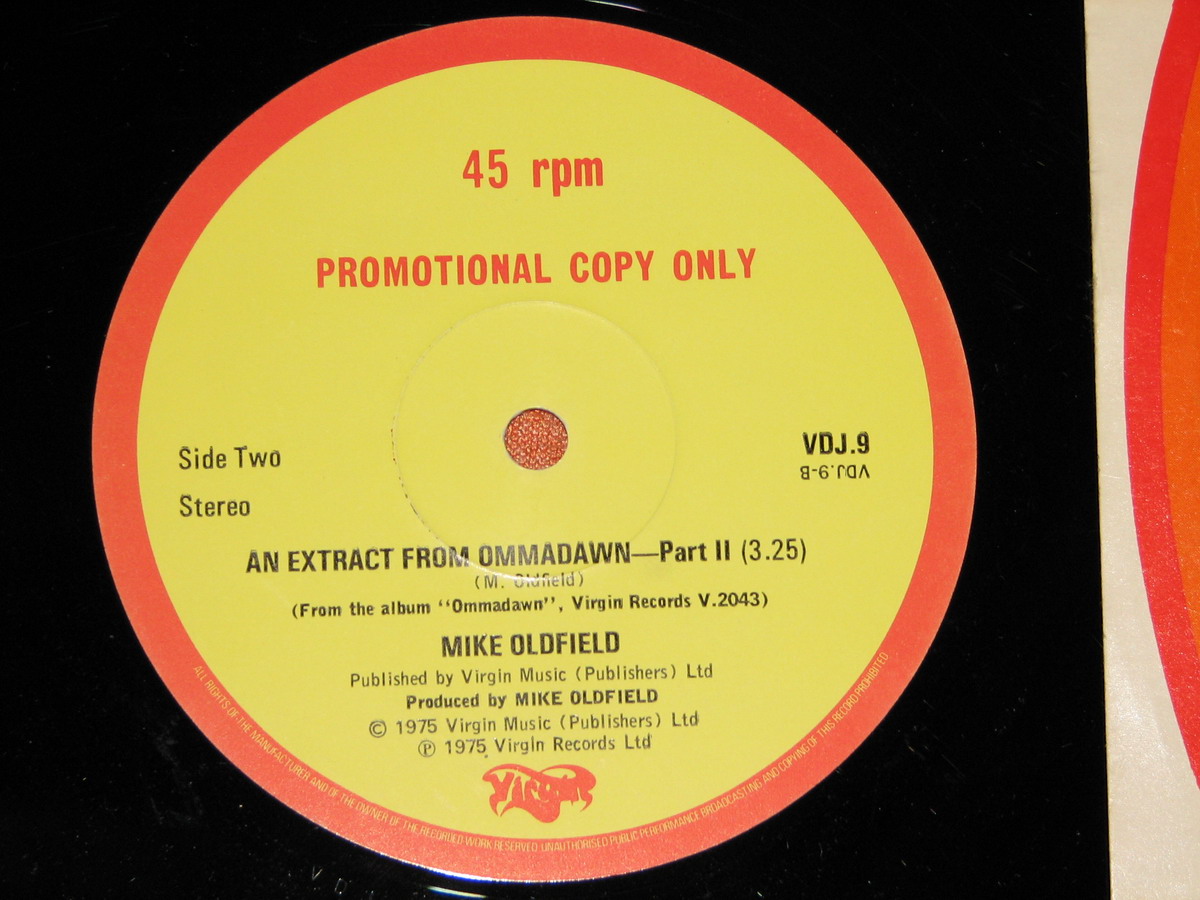 45 rpm
PROMOTIONAL COPY ONLY
Side Two
VDJ.9
VDJ.9-B
Stereo
AN EXTRACT FROM OMMADAWN—Part II (3.25)
(M. Oldfield)
(From the album “Ommadawn”, Virgin Records V.2043)
MIKE OLDFIELD
Published by Virgin Music (Publishers) Ltd
Produced by MIKE OLDFIELD
© 1975 Virgin Music (Publishers) Ltd
℗ 1975 Virgin Records Ltd
Virgin
ALL RIGHTS OF THE MANUFACTURER AND OF THE OWNER OF THE RECORDED WORK RESERVED. UNAUTHORISED PUBLIC PERFORMANCE BROADCASTING AND COPYING OF THIS RECORD PROHIBITED